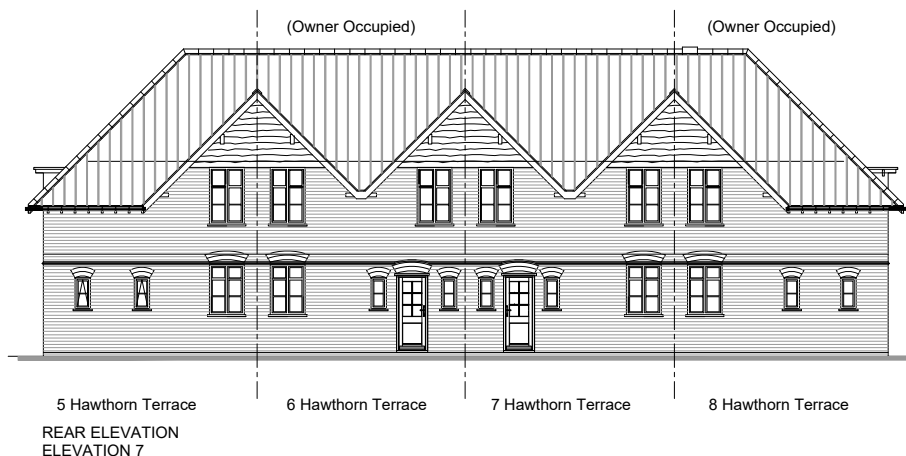 (Owner Occupied)
(Owner Occupied)
5 Hawthorn Terrace
6 Hawthorn Terrace
7 Hawthorn Terrace
8 Hawthorn Terrace
REAR ELEVATION
ELEVATION 7